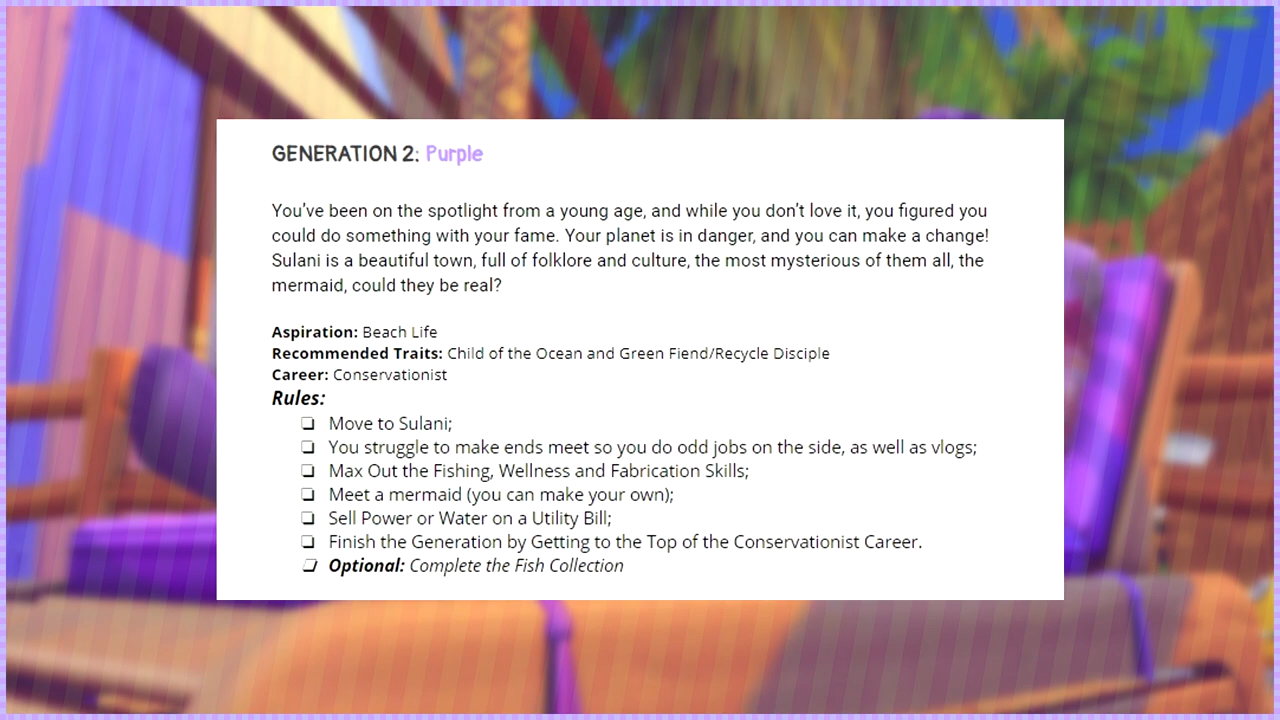 GENERATION 2: Purple
You've been on the spotlight from a young age, and while you don't love it, you figured you
could do something with your fame. Your planet is in danger, and you can make a change!
Sulani is a beautiful town, full of folklore and culture, the most mysterious of them all, the
mermaid, could they be real?
Aspiration: Beach Life
Recommended Traits: Child of the Ocean and Green Fiend/Recycle Disciple
Career: Conservationist
Rules:
❏ Move to Sulani;
❏ You struggle to make ends meet so you do odd jobs on the side, as well as vlogs;
❏ Max Out the Fishing, Wellness and Fabrication Skills;
❏ Meet a mermaid (you can make your own);
❏ Sell Power or Water on a Utility Bill;
❏ Finish the Generation by Getting to the Top of the Conservationist Career.
❏ Optional: Complete the Fish Collection